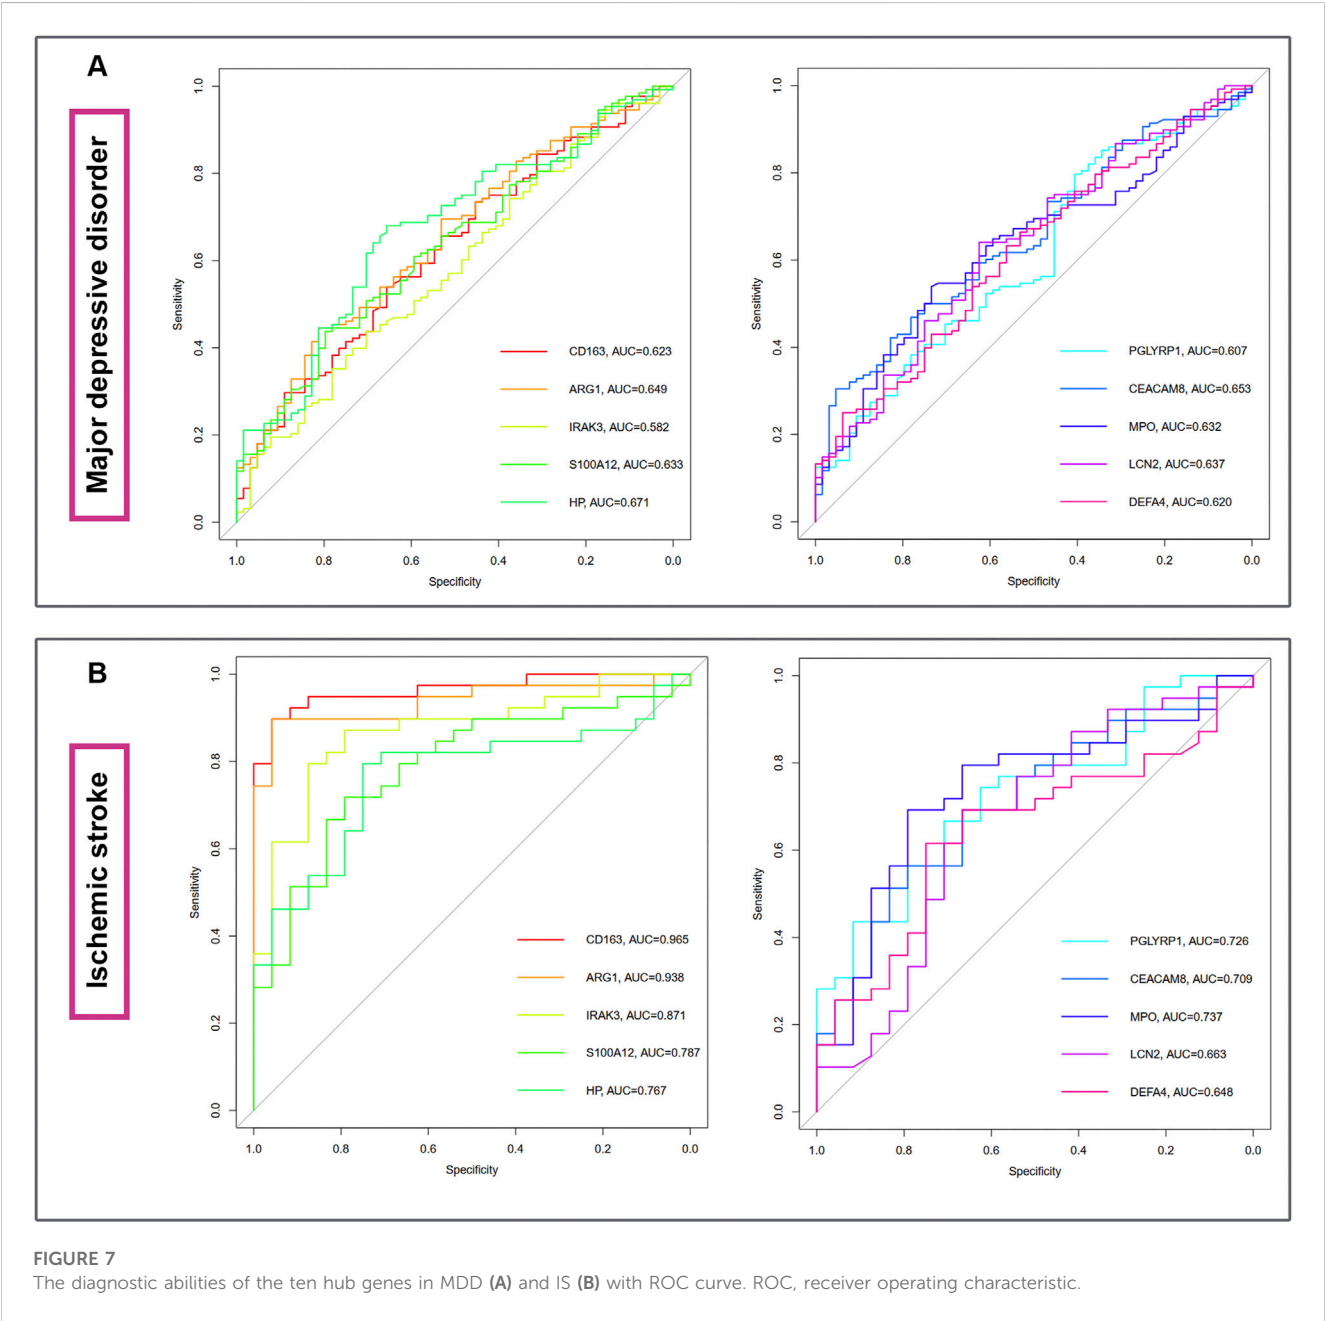 A
Major depressive disorder
1.0
0.8
0.6
0.4
0.2
0.0
Sensitivity
CD163, AUC=0.623
ARG1, AUC=0.649
IRAK3, AUC=0.582
S100A12, AUC=0.633
HP, AUC=0.671
1.0 0.8 0.6 0.4 0.2 0.0
Specificity
1.0
0.8
0.6
0.4
0.2
0.0
Sensitivity
PGLYRP1, AUC=0.607
CEACAM8, AUC=0.653
MPO, AUC=0.632
LCN2, AUC=0.637
DEFA4, AUC=0.620
1.0 0.8 0.6 0.4 0.2 0.0
Specificity
B
Ischemic stroke
1.0
0.8
0.6
0.4
0.2
0.0
Sensitivity
CD163, AUC=0.965
ARG1, AUC=0.938
IRAK3, AUC=0.871
S100A12, AUC=0.787
HP, AUC=0.767
1.0 0.8 0.6 0.4 0.2 0.0
Specificity
1.0
0.8
0.6
0.4
0.2
0.0
Sensitivity
PGLYRP1, AUC=0.726
CEACAM8, AUC=0.709
MPO, AUC=0.737
LCN2, AUC=0.663
DEFA4, AUC=0.648
1.0 0.8 0.6 0.4 0.2 0.0
Specificity
FIGURE 7
The diagnostic abilities of the ten hub genes in MDD (A) and IS (B) with ROC curve. ROC, receiver operating characteristic.